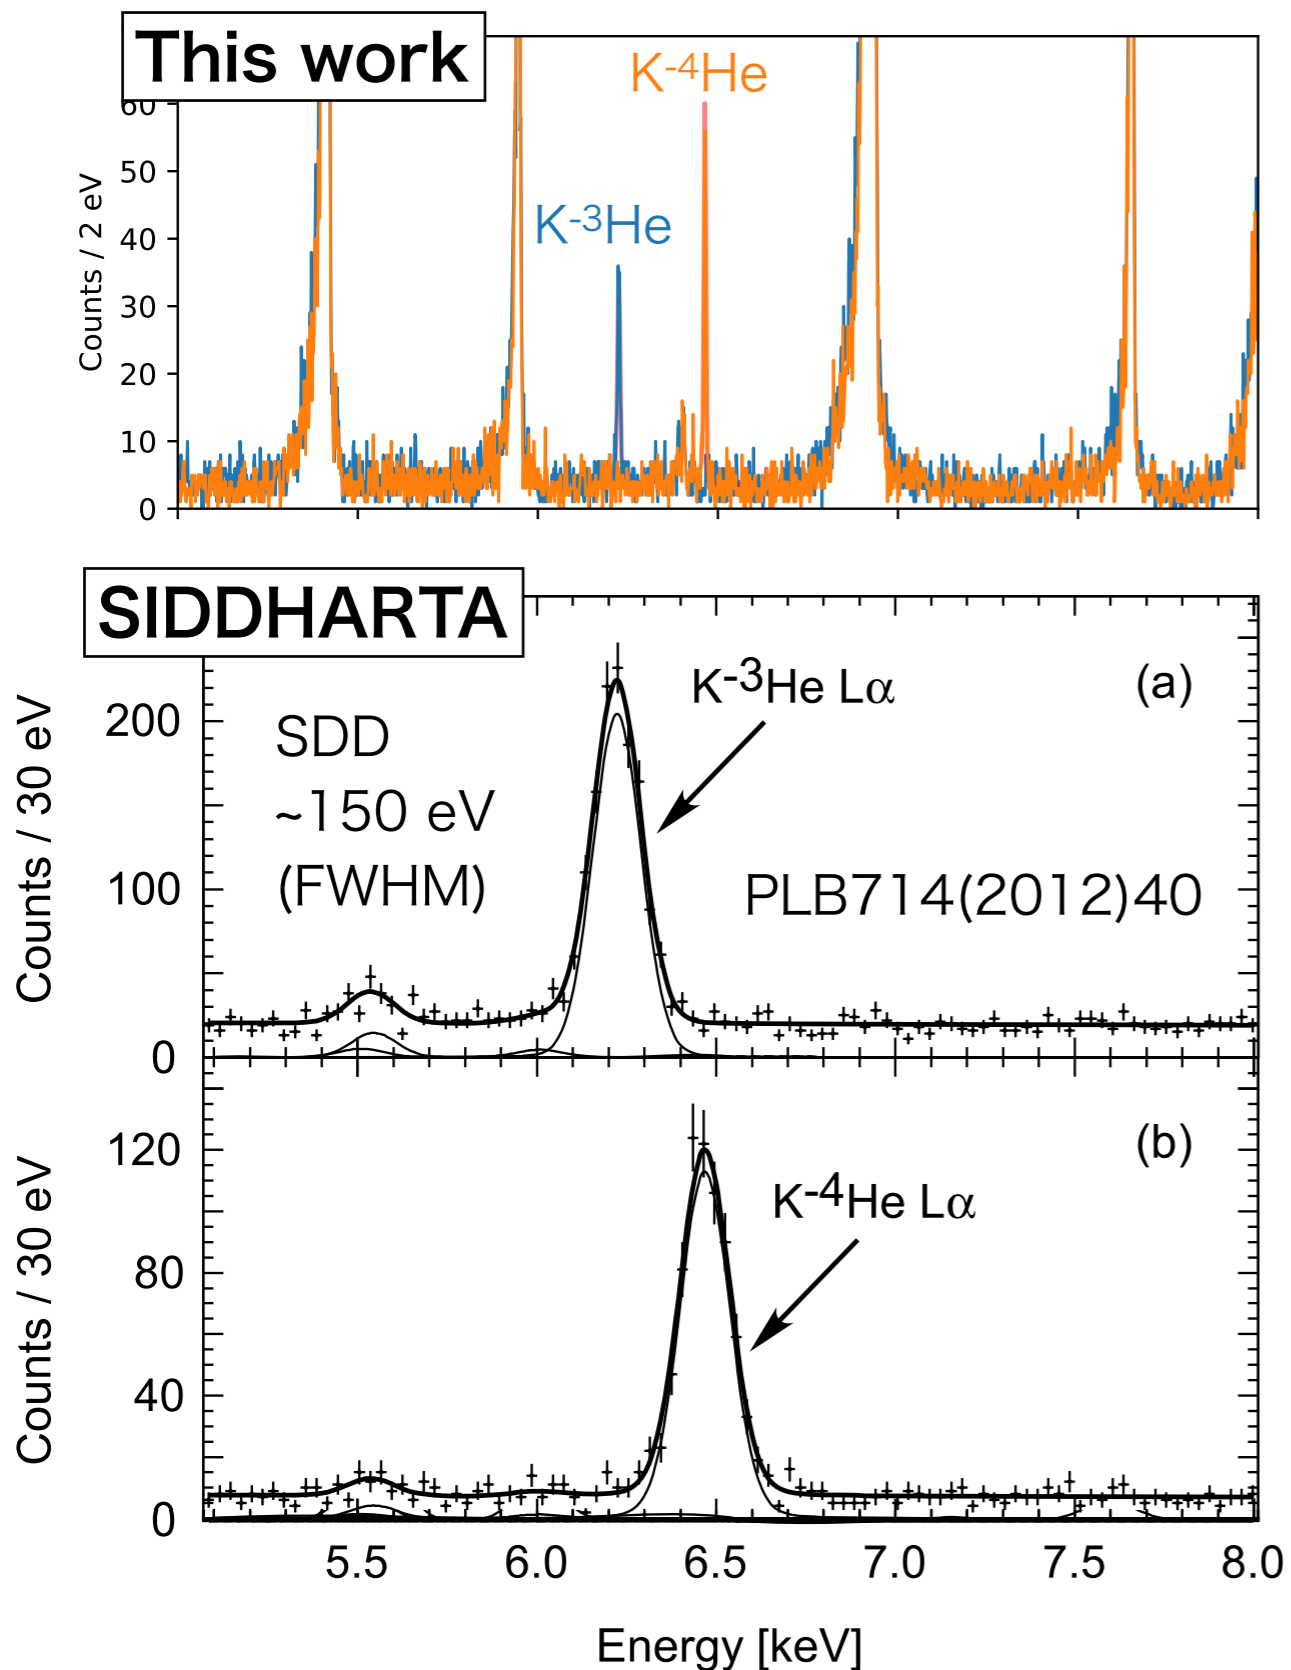 This work
K-4He
60
50
K-3He
40
30
20
10
0
Counts / 2 eV
SIDDHARTA
K-3He Lα
(a)
200
SDD
~150 eV
(FWHM)
PLB714(2012)40
100
0
Counts / 30 eV
(b)
120
K-4He Lα
80
40
0
Counts / 30 eV
5.5 6.0 6.5 7.0 7.5 8.0
Energy [keV]